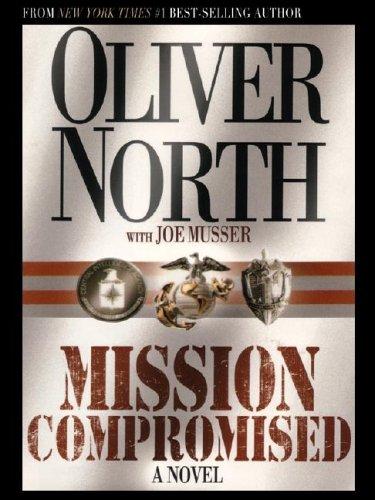 FROM NEW YORK TIMES #1 BEST-SELLING AUTHOR
OLIVER
NORTH
WITH JOE MUSSER
MISSION
COMPROMISED
A NOVEL